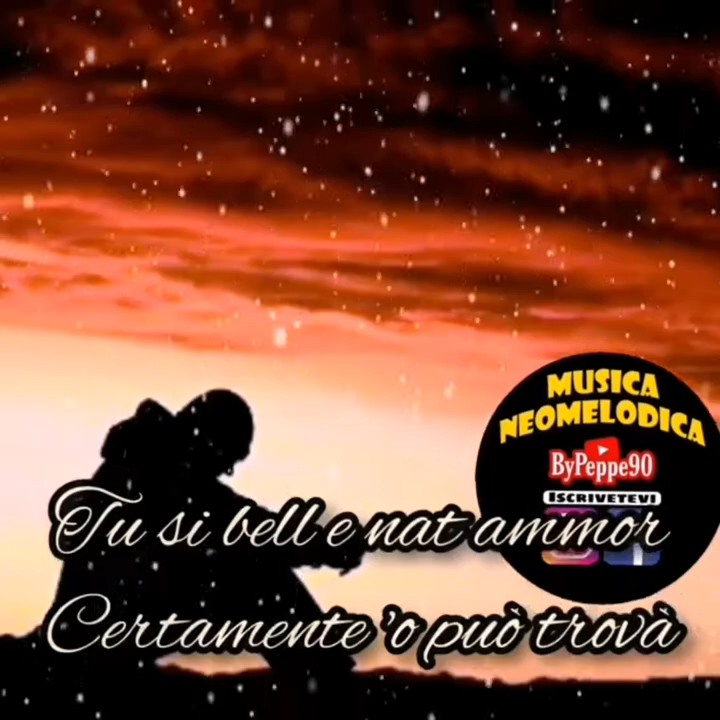 MUSICA
NEOMELODICA
ByPeppe90
ISCRIVETEVI
Tu si bell e nat ammor
Certamente 'o può trovà